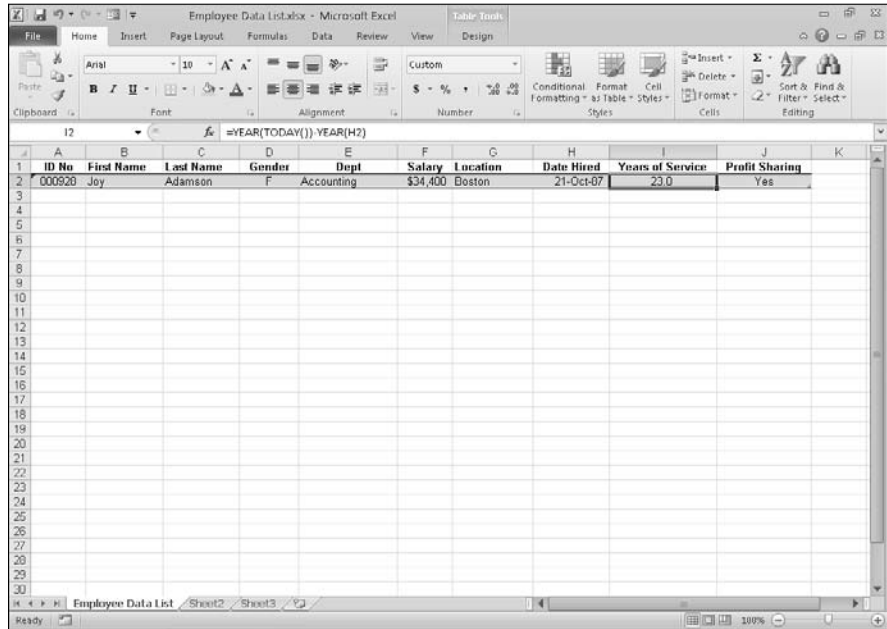 Employee Data List.xlsx - Microsoft Excel
Table Tools
File Home Insert Page Layout Formulas Data Review View Design
Paste
Clipboard
Arial 10 A A
B I U A
Font
Alignment
Custom
$ % , .0 .00 .00 .0
Number
Conditional Formatting
Format as Table
Cell Styles
Styles
Insert
Delete
Format
Cells
Σ
Sort & Filter
Find & Select
Editing
I2 fx =YEAR(TODAY())-YEAR(H2)
A B C D E F G H I J K
1 ID No First Name Last Name Gender Dept Salary Location Date Hired Years of Service Profit Sharing
2 000928 Joy Adamson F Accounting $34,400 Boston 21-Oct-87 23.0 Yes
3
4
5
6
7
8
9
10
11
12
13
14
15
16
17
18
19
20
21
22
23
24
25
26
27
28
29
30
Employee Data List Sheet2 Sheet3
Ready 100%